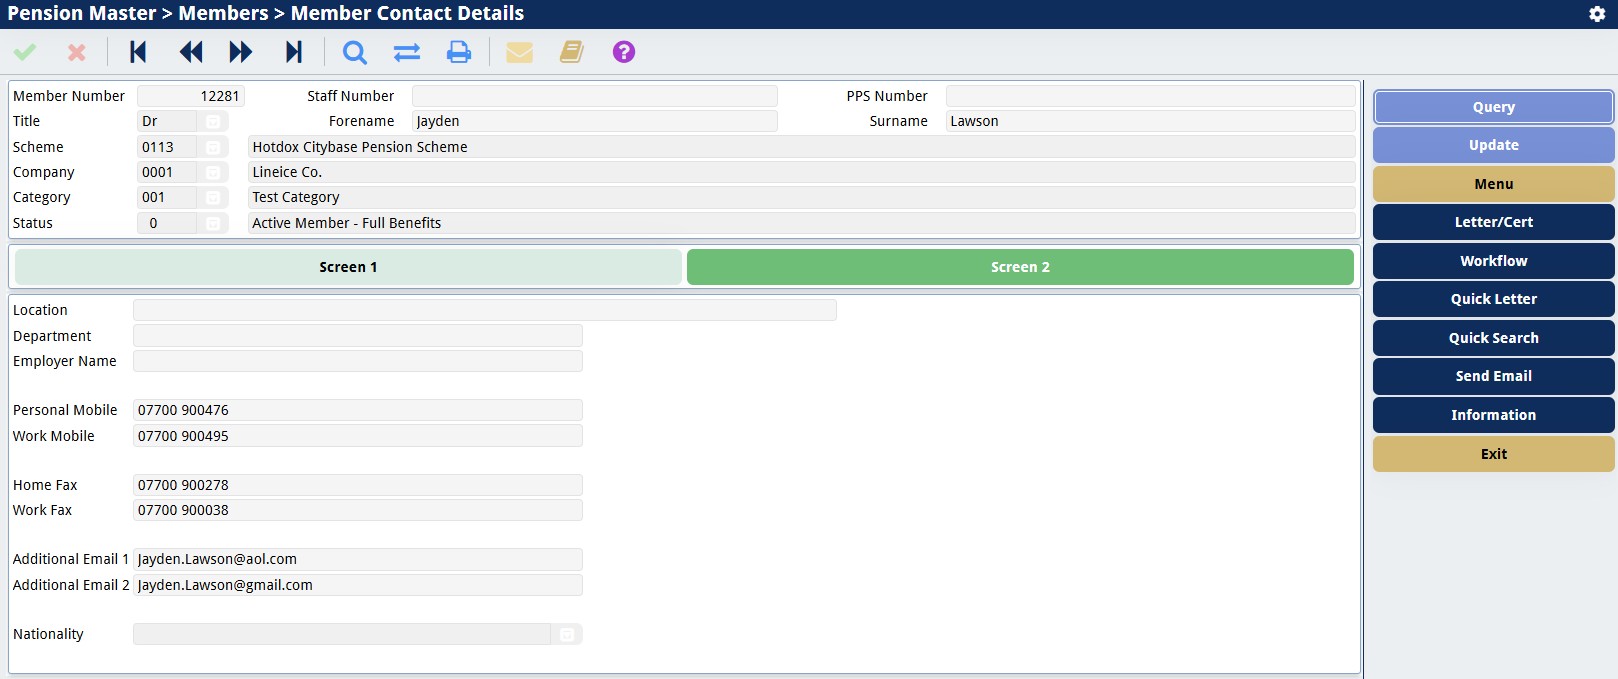 Pension Master > Members > Member Contact Details
Member Number 12281 Staff Number PPS Number
Title Dr Forename Jayden Surname Lawson
Scheme 0113 Hotdox Citybase Pension Scheme
Company 0001 Lineice Co.
Category 001 Test Category
Status 0 Active Member - Full Benefits
Screen 1 Screen 2
Location
Department
Employer Name
Personal Mobile 07700 900476
Work Mobile 07700 900495
Home Fax 07700 900278
Work Fax 07700 900038
Additional Email 1 Jayden.Lawson@aol.com
Additional Email 2 Jayden.Lawson@gmail.com
Nationality
Query
Update
Menu
Letter/Cert
Workflow
Quick Letter
Quick Search
Send Email
Information
Exit